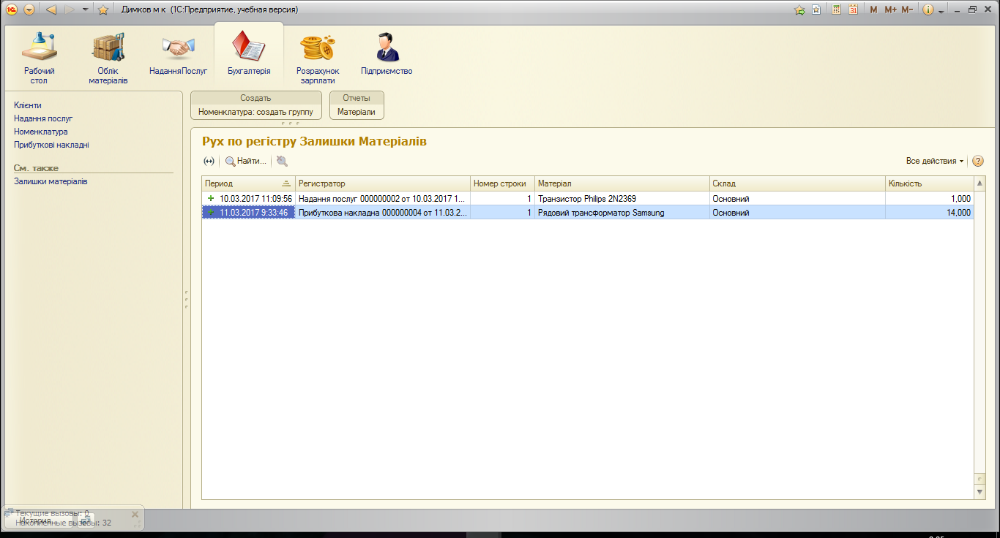 Димков м к (1С:Предприятие, учебная версия)
M M+ M-
Рабочий стол
Облік матеріалів
НаданняПослуг
Бухгалтерія
Розрахунок зарплати
Підприємство
Клієнти
Надання послуг
Номенклатура
Прибуткові накладні
См. также
Залишки матеріалів
Создать
Номенклатура: создать группу
Отчеты
Матеріали
Рух по регістру Залишки Матеріалів
Найти...
Все действия
Период Регистратор Номер строки Матеріал Склад Кількість
10.03.2017 11:09:56 Надання послуг 000000002 от 10.03.2017 1... 1 Транзистор Philips 2N2369 Основний 1,000
11.03.2017 9:33:46 Прибуткова накладна 000000004 от 11.03.2... 1 Рядовий трансформатор Samsung Основний 14,000
Текущие вызовы: 0
История...
Накопленные вызовы: 32